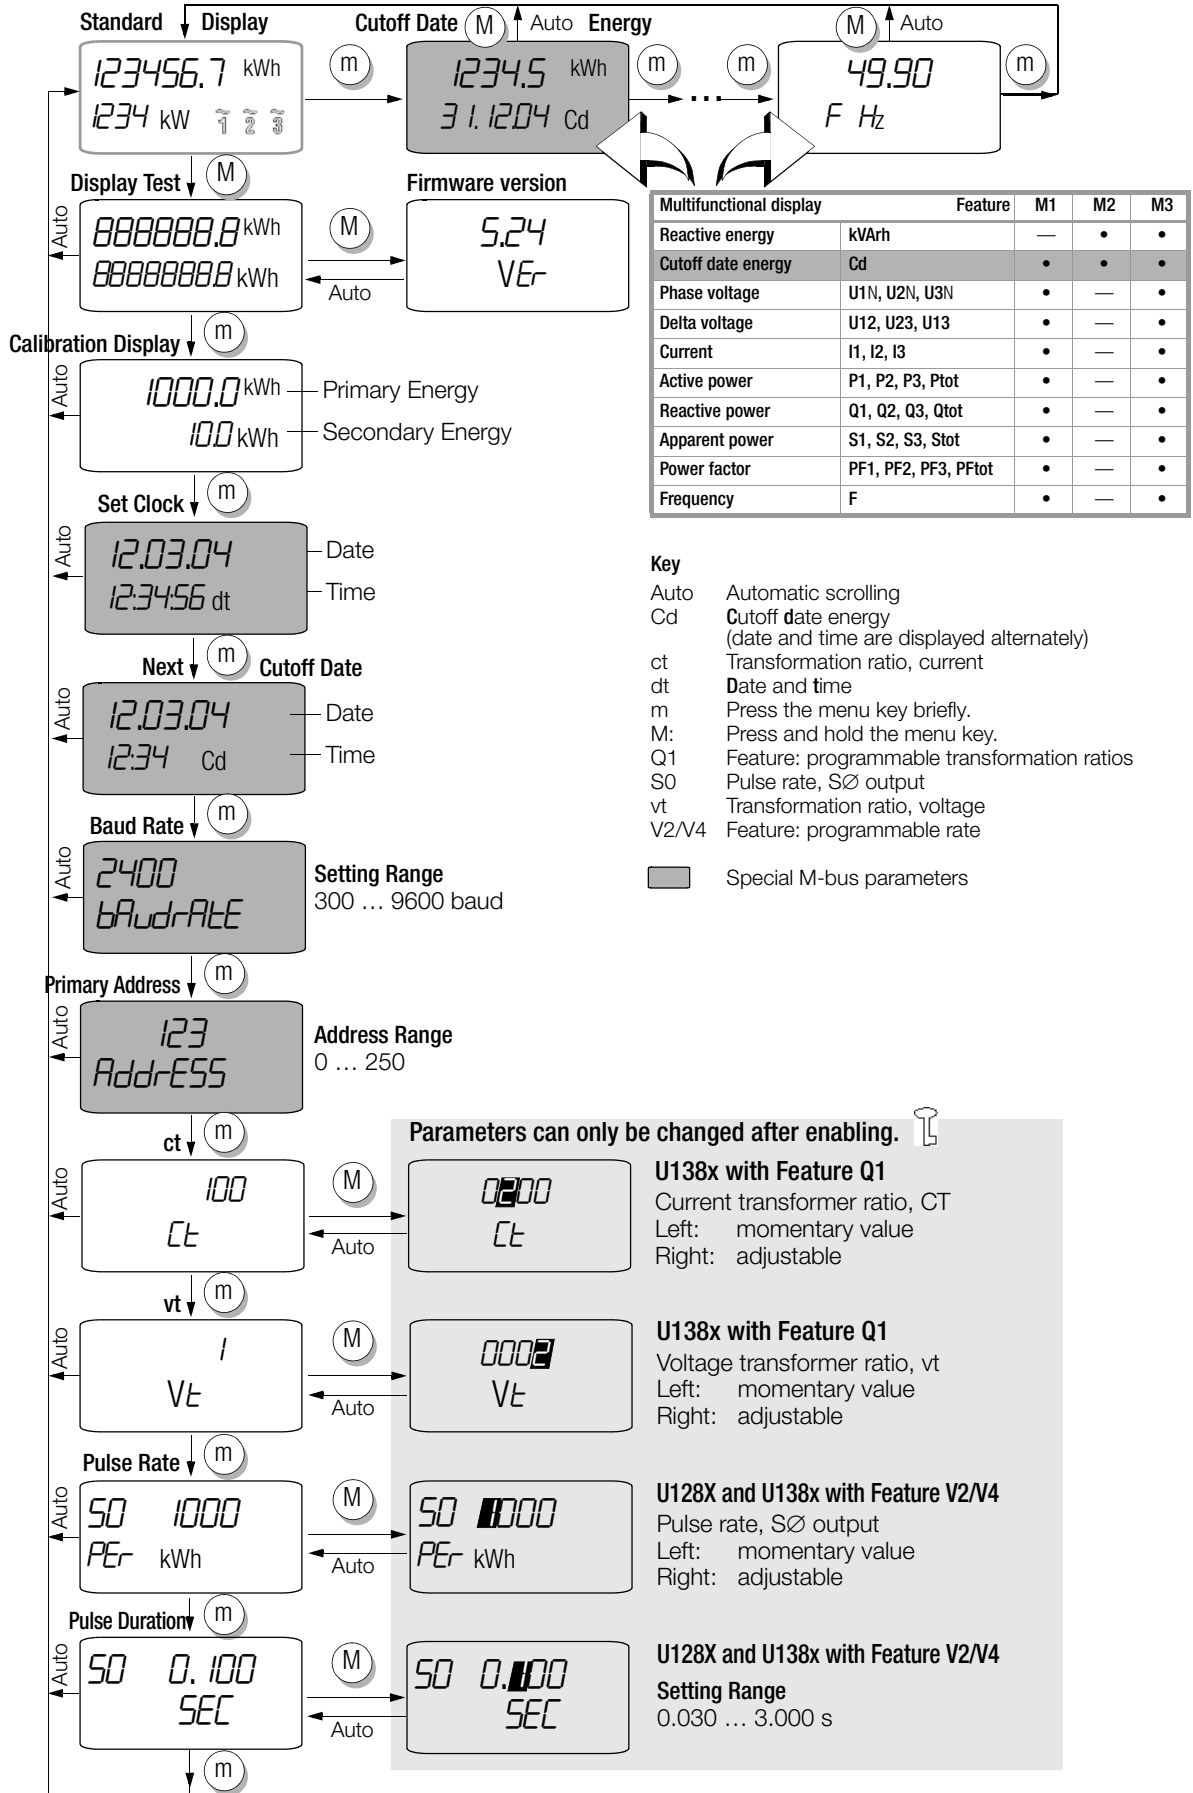 Standard Display
Cutoff Date M Auto Energy
M Auto
123456.7 kWh
1234 kW 1 2 3
m
1234.5 kWh
31.12.04 Cd
m
...
m
49.90
F Hz
m
Display Test M
Auto
888888.8 kWh
8888888.8 kWh
M
Auto
Firmware version
5.24
VEr
m
Calibration Display
Auto
1000.0 kWh
10.0 kWh
Primary Energy
Secondary Energy
Multifunctional display Feature M1 M2 M3
Reactive energy kVArh — • •
Cutoff date energy Cd • • •
Phase voltage U1N, U2N, U3N • — •
Delta voltage U12, U23, U13 • — •
Current I1, I2, I3 • — •
Active power P1, P2, P3, Ptot • — •
Reactive power Q1, Q2, Q3, Qtot • — •
Apparent power S1, S2, S3, Stot • — •
Power factor PF1, PF2, PF3, PFtot • — •
Frequency F • — •
Set Clock m
Auto
12.03.04
12:34:56 dt
Date
Time
Next m Cutoff Date
Auto
12.03.04
12:34 Cd
Date
Time
Key
Auto Automatic scrolling
Cd Cutoff date energy
(date and time are displayed alternately)
ct Transformation ratio, current
dt Date and time
m Press the menu key briefly.
M: Press and hold the menu key.
Q1 Feature: programmable transformation ratios
S0 Pulse rate, SØ output
vt Transformation ratio, voltage
V2/V4 Feature: programmable rate
Special M-bus parameters
Baud Rate m
Auto
2400
bAudrAtE
Setting Range
300 … 9600 baud
Primary Address m
Auto
123
AddrESS
Address Range
0 … 250
Parameters can only be changed after enabling.
ct m
Auto
100
Ct
M
Auto
0200
Ct
U138x with Feature Q1
Current transformer ratio, CT
Left: momentary value
Right: adjustable
vt m
Auto
1
Vt
M
Auto
0002
Vt
U138x with Feature Q1
Voltage transformer ratio, vt
Left: momentary value
Right: adjustable
Pulse Rate m
Auto
S0 1000
PEr kWh
M
Auto
S0 1000
PEr kWh
U128X and U138x with Feature V2/V4
Pulse rate, SØ output
Left: momentary value
Right: adjustable
Pulse Duration m
Auto
S0 0.100
SEC
M
Auto
S0 0.100
SEC
U128X and U138x with Feature V2/V4
Setting Range
0.030 … 3.000 s
m